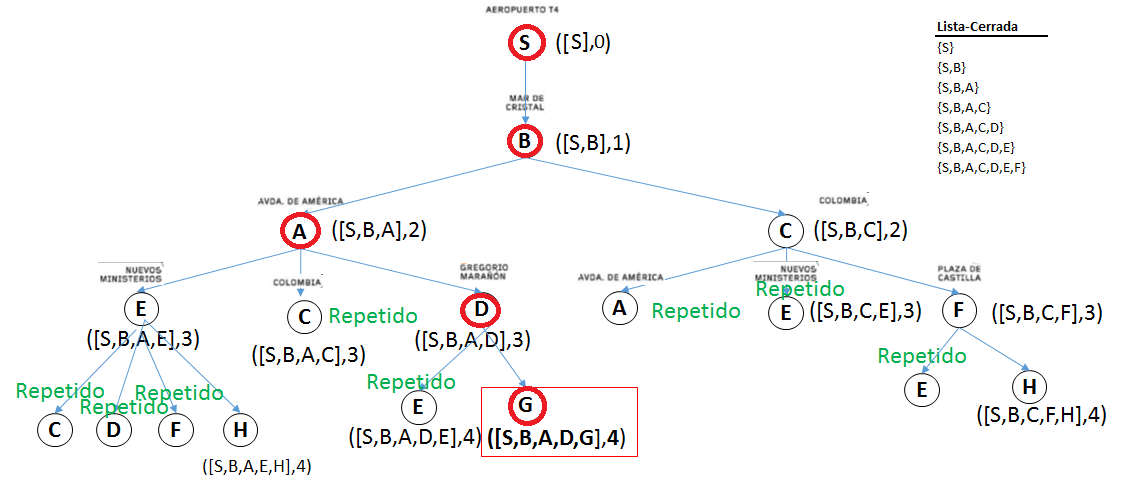 AEROPUERTO T4
S ([S],0)
Lista-Cerrada
{S}
{S,B}
{S,B,A}
{S,B,A,C}
{S,B,A,C,D}
{S,B,A,C,D,E}
{S,B,A,C,D,E,F}
MAR DE
CRISTAL
B ([S,B],1)
AVDA. DE AMÉRICA
A ([S,B,A],2)
COLOMBIA
C ([S,B,C],2)
NUEVOS
MINISTERIOS
E
([S,B,A,E],3)
COLOMBIA
C Repetido
([S,B,A,C],3)
GREGORIO
MARAÑÓN
D
([S,B,A,D],3)
AVDA. DE AMÉRICA
A Repetido
NUEVOS
MINISTERIOS
Repetido
E ([S,B,C,E],3)
PLAZA DE
CASTILLA
F ([S,B,C,F],3)
Repetido
C
Repetido
D
Repetido
F
H
([S,B,A,E,H],4)
Repetido
E
([S,B,A,D,E],4)
G
([S,B,A,D,G],4)
Repetido
E
H
([S,B,C,F,H],4)